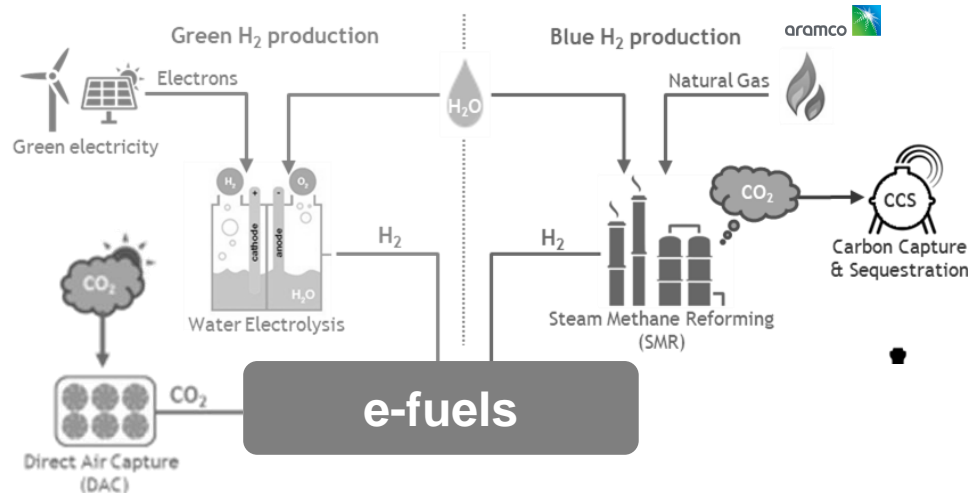 Green H₂ production
Blue H₂ production
aramco
Electrons
Natural Gas
H₂O
Green electricity
H₂
O₂
+
-
cathode
anode
H₂O
H₂
H₂
CO₂
CCS
Carbon Capture
& Sequestration
Water Electrolysis
Steam Methane Reforming
(SMR)
CO₂
CO₂
e-fuels
Direct Air Capture
(DAC)